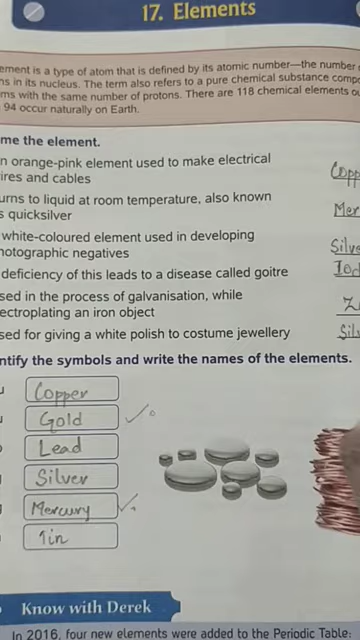 17. Elements
ement is a type of atom that is defined by its atomic number—the number
ns in its nucleus. The term also refers to a pure chemical substance comp
ms with the same number of protons. There are 118 chemical elements ou
94 occur naturally on Earth.
me the element.
n orange-pink element used to make electrical
ires and cables
Copp
urns to liquid at room temperature, also known
s quicksilver
Mer
white-coloured element used in developing
hotographic negatives
Silve
deficiency of this leads to a disease called goitre
Iod
sed in the process of galvanisation, while
ectroplating an iron object
Z
sed for giving a white polish to costume jewellery
Silv
ntify the symbols and write the names of the elements.
Copper
Gold
Lead
Silver
Mercury
Tin
Know with Derek
In 2016, four new elements were added to the Periodic Table.